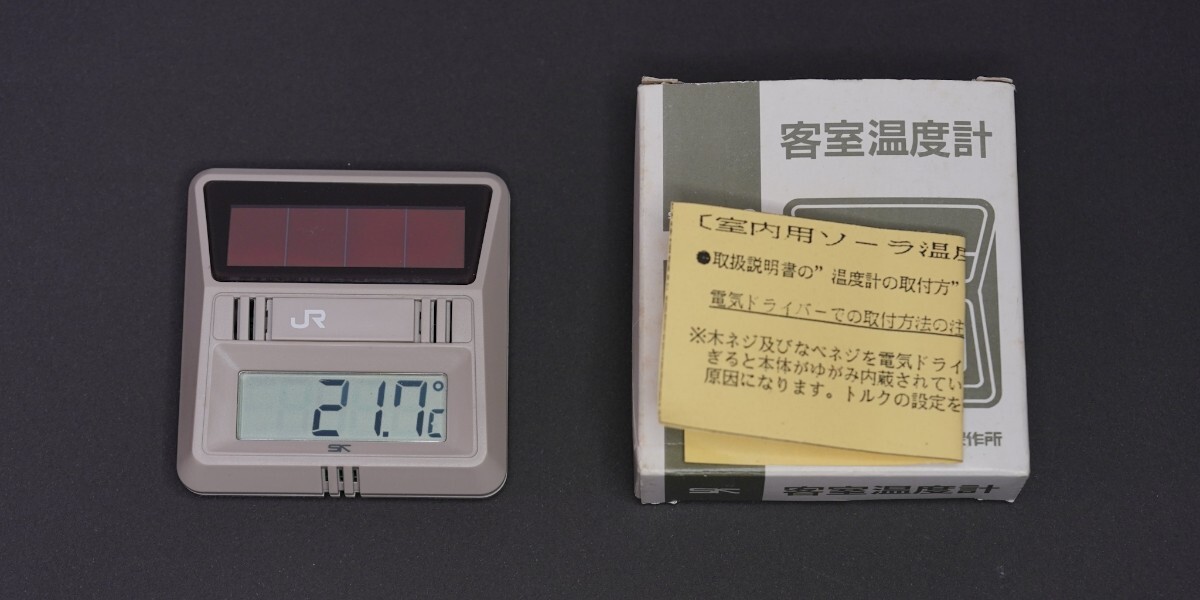 JR
21.7℃
SK
客室温度計
〔室内用ソーラ温度
●取扱説明書の”温度計の取付方”
電気ドライバーでの取付方法の注
※木ネジ及びなベネジを電気ドライ
ぎると本体がゆがみ内蔵されてい
原因になります。トルクの設定を
作所
SK 客室温度計